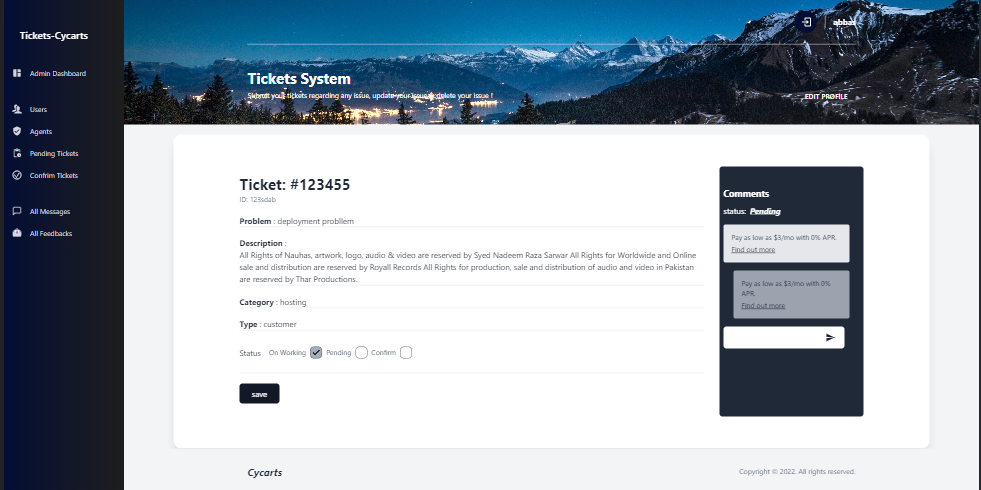 Tickets-Cycarts
Admin Dashboard
Users
Agents
Pending Tickets
Confrim Tickets
All Messages
All Feedbacks
abbas
Tickets System
Submit your tickets regarding any issue, update your issue & delete your issue !
EDIT PROFILE
Ticket: #123455
ID: 123sdab
Problem : deployment probllem
Description :
All Rights of Nauhas, artwork, logo, audio & video are reserved by Syed Nadeem Raza Sarwar All Rights for Worldwide and Online
sale and distribution are reserved by Royall Records All Rights for production, sale and distribution of audio and video in Pakistan
are reserved by Thar Productions.
Category : hosting
Type : customer
Status On Working Pending Confirm
save
Comments
status: Pending
Pay as low as $3/mo with 0% APR.
Find out more
Pay as low as $3/mo with 0%
APR.
Find out more
Cycarts
Copyright © 2022. All rights reserved.